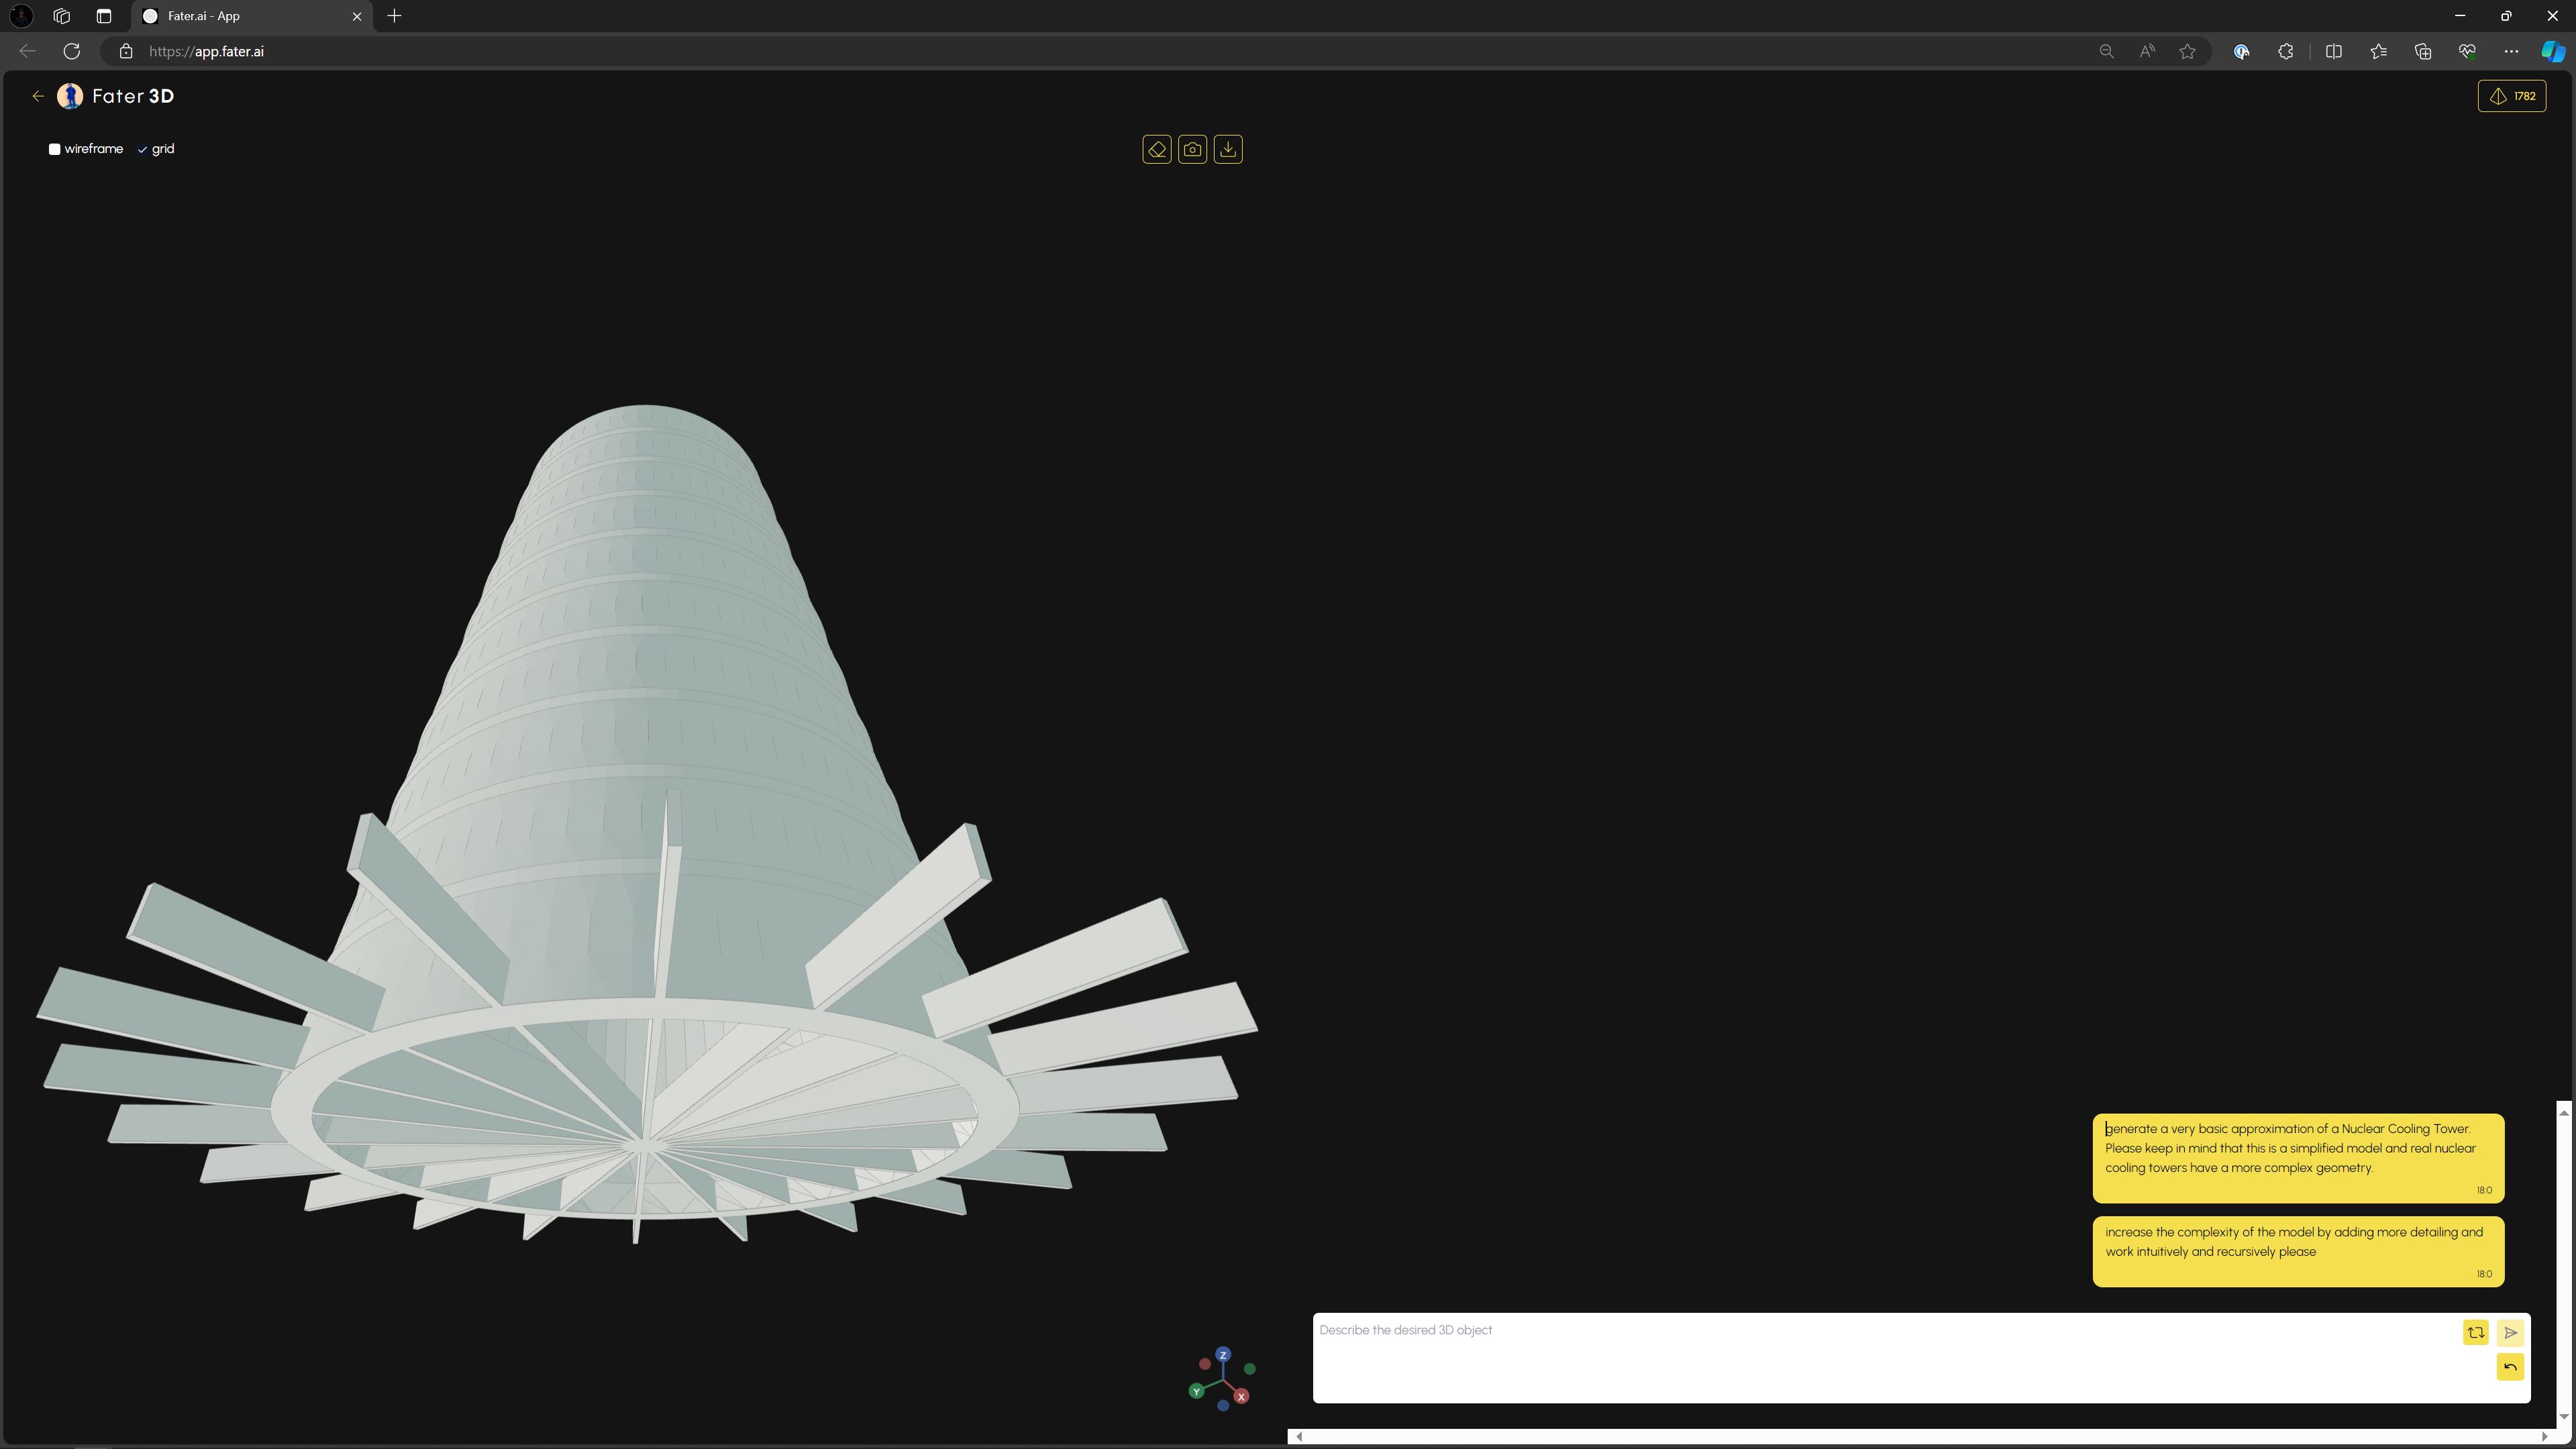 Fater.ai - App
https://app.fater.ai
Fater 3D
1782
wireframe
grid
generate a very basic approximation of a Nuclear Cooling Tower.
Please keep in mind that this is a simplified model and real nuclear
cooling towers have a more complex geometry.
18:0
increase the complexity of the model by adding more detailing and
work intuitively and recursively please
18:0
Describe the desired 3D object
Z
Y
X